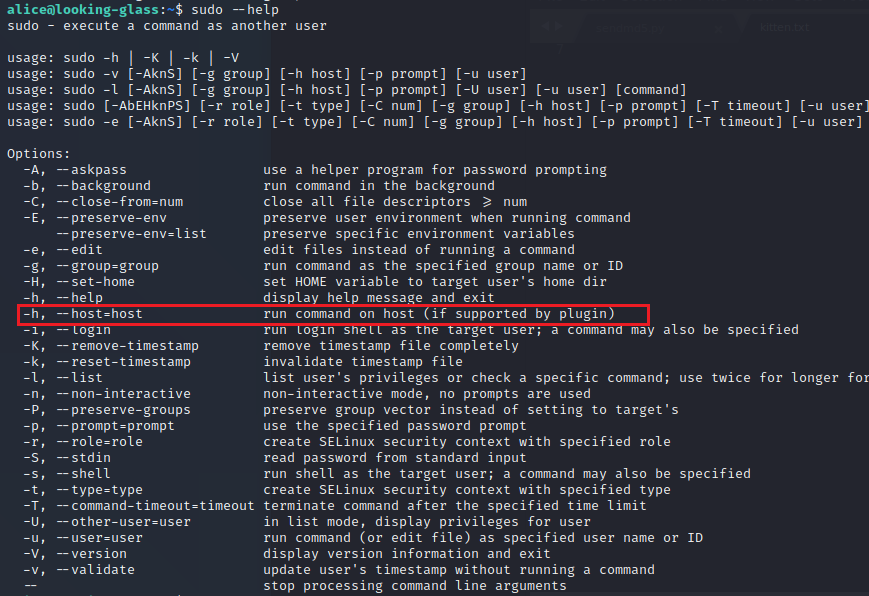 alice@looking-glass:~$ sudo --help
sudo - execute a command as another user
usage: sudo -h | -K | -k | -V
usage: sudo -v [-AknS] [-g group] [-h host] [-p prompt] [-u user]
usage: sudo -l [-AknS] [-g group] [-h host] [-p prompt] [-U user] [-u user] [command]
usage: sudo [-AbEHknPS] [-r role] [-t type] [-C num] [-g group] [-h host] [-p prompt] [-T timeout] [-u user]
usage: sudo -e [-AknS] [-r role] [-t type] [-C num] [-g group] [-h host] [-p prompt] [-T timeout] [-u user]
Options:
-A, --askpass use a helper program for password prompting
-b, --background run command in the background
-C, --close-from=num close all file descriptors >= num
-E, --preserve-env preserve user environment when running command
--preserve-env=list preserve specific environment variables
-e, --edit edit files instead of running a command
-g, --group=group run command as the specified group name or ID
-H, --set-home set HOME variable to target user's home dir
-h, --help display help message and exit
-h, --host=host run command on host (if supported by plugin)
-i, --login run login shell as the target user; a command may also be specified
-K, --remove-timestamp remove timestamp file completely
-k, --reset-timestamp invalidate timestamp file
-l, --list list user's privileges or check a specific command; use twice for longer for
-n, --non-interactive non-interactive mode, no prompts are used
-P, --preserve-groups preserve group vector instead of setting to target's
-p, --prompt=prompt use the specified password prompt
-r, --role=role create SELinux security context with specified role
-S, --stdin read password from standard input
-s, --shell run shell as the target user; a command may also be specified
-t, --type=type create SELinux security context with specified type
-T, --command-timeout=timeout terminate command after the specified time limit
-U, --other-user=user in list mode, display privileges for user
-u, --user=user run command (or edit file) as specified user name or ID
-V, --version display version information and exit
-v, --validate update user's timestamp without running a command
-- stop processing command line arguments